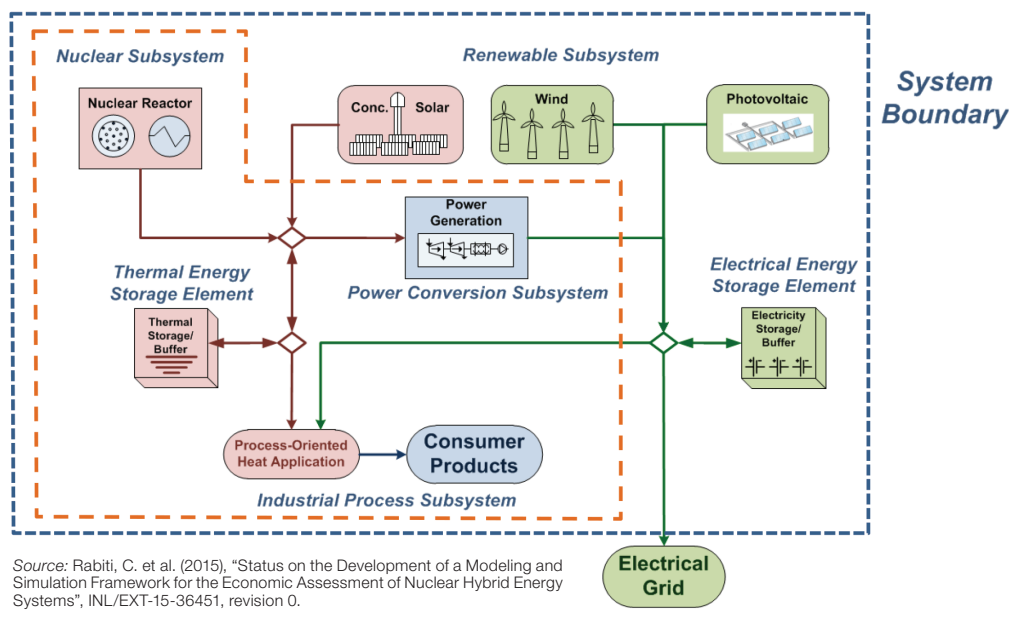 Nuclear Subsystem
Renewable Subsystem
System
Boundary
Nuclear Reactor
Conc. Solar
Wind
Photovoltaic
Power
Generation
Power Conversion Subsystem
Thermal Energy
Storage Element
Thermal
Storage/
Buffer
Electrical Energy
Storage Element
Electricity
Storage/
Buffer
Process-Oriented
Heat Application
Consumer
Products
Industrial Process Subsystem
Electrical
Grid
Source: Rabiti, C. et al. (2015), “Status on the Development of a Modeling and
Simulation Framework for the Economic Assessment of Nuclear Hybrid Energy
Systems”, INL/EXT-15-36451, revision 0.